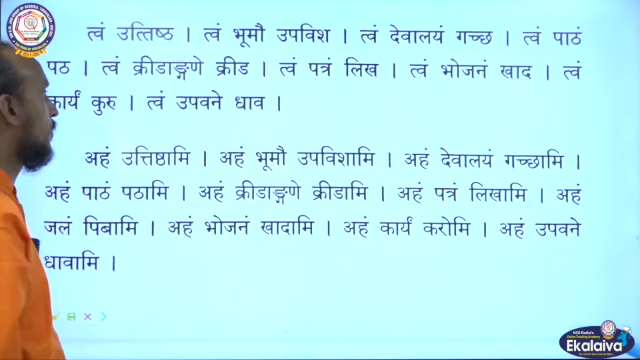 त्वं उत्तिष्ठ । त्वं भूमौ उपविश । त्वं देवालयं गच्छ । त्वं पाठं
पठ । त्वं क्रीडाङ्गणे क्रीड । त्वं पत्रं लिख । त्वं भोजनं खाद । त्वं
कार्यं कुरु । त्वं उपवने धाव ।
अहं उत्तिष्ठामि । अहं भूमौ उपविशामि । अहं देवालयं गच्छामि ।
अहं पाठं पठामि । अहं क्रीडाङ्गणे क्रीडामि । अहं पत्रं लिखामि । अहं
जलं पिबामि । अहं भोजनं खादामि । अहं कार्यं करोमि । अहं उपवने
धावामि ।
Ekalaiva